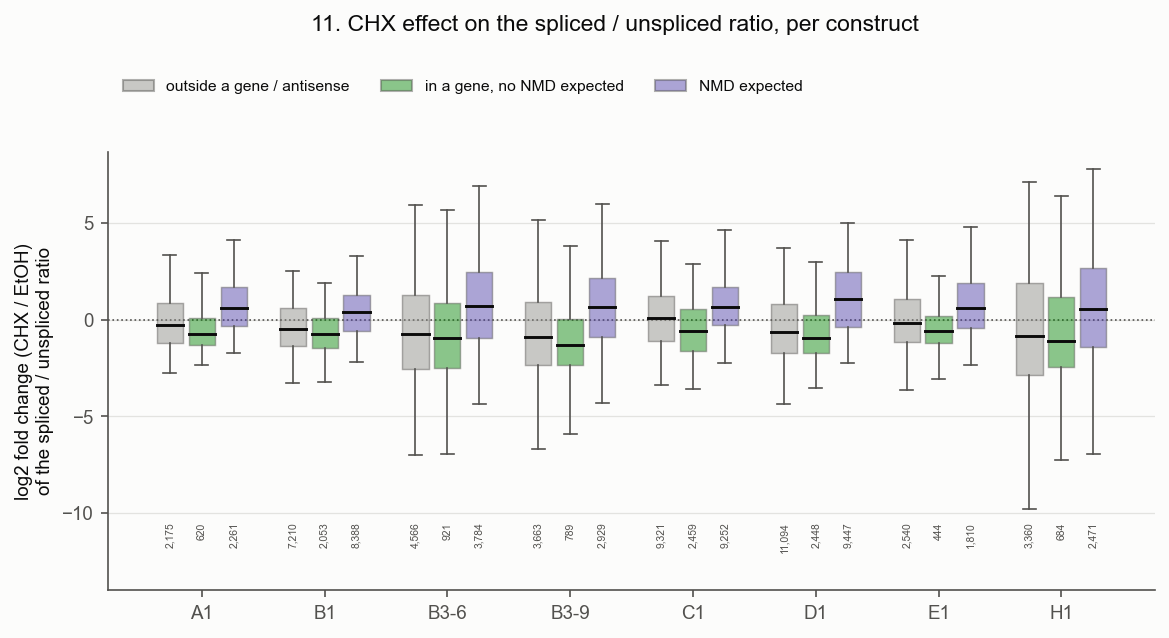 11. CHX effect on the spliced / unspliced ratio, per construct
outside a gene / antisense
in a gene, no NMD expected
NMD expected
log2 fold change (CHX / EtOH)
of the spliced / unspliced ratio
5
0
−5
−10
2,175
620
2,261
7,210
2,053
8,388
4,566
921
3,784
3,663
789
2,929
9,321
2,459
9,252
11,094
2,448
9,447
2,540
444
1,810
3,360
684
2,471
A1
B1
B3-6
B3-9
C1
D1
E1
H1